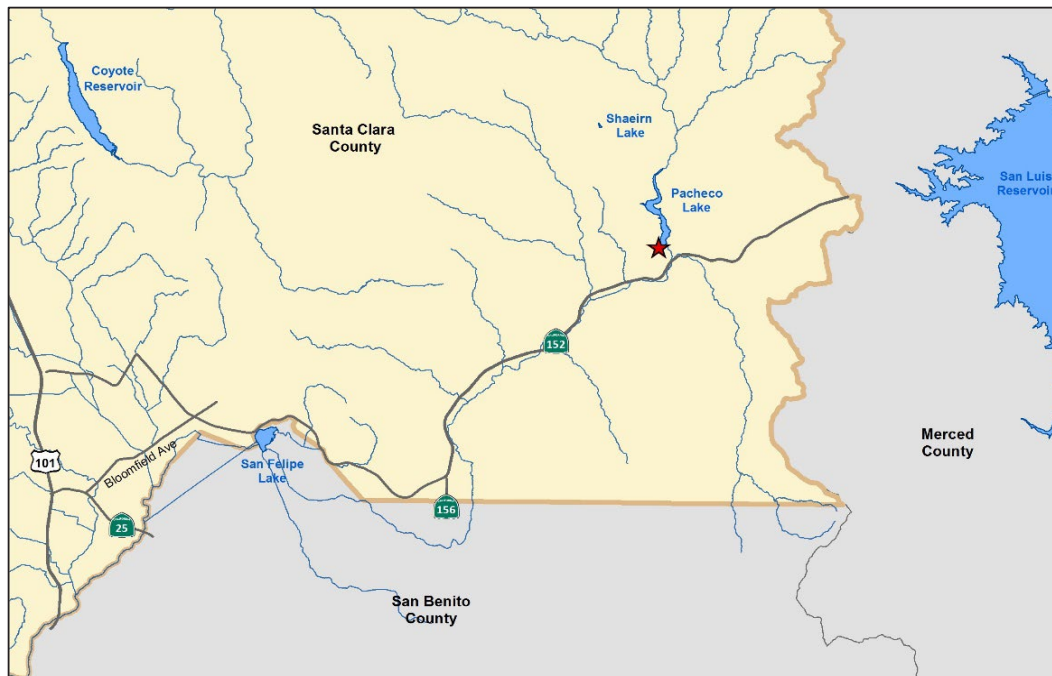 Coyote
Reservoir
Santa Clara
County
Shaeirn
Lake
Pacheco
Lake
San Luis
Reservoir
152
Merced
County
101
Bloomfield Ave
San Felipe
Lake
25
156
San Benito
County